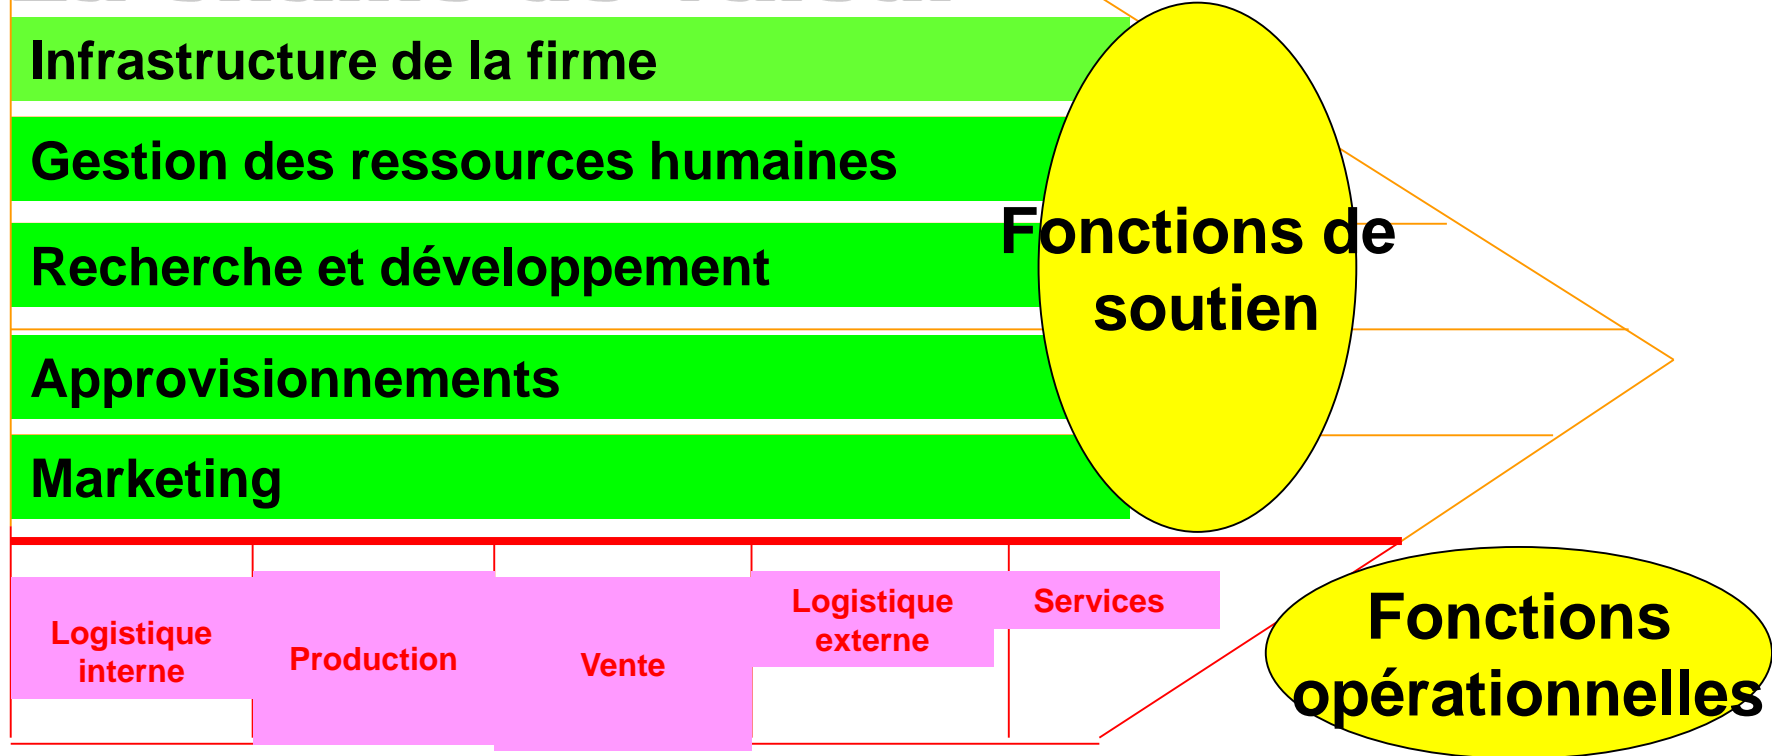 Infrastructure de la firme
Gestion des ressources humaines
Recherche et développement
Approvisionnements
Marketing
Fonctions de
soutien
Logistique
interne
Production
Vente
Logistique
externe
Services
Fonctions
opérationnelles